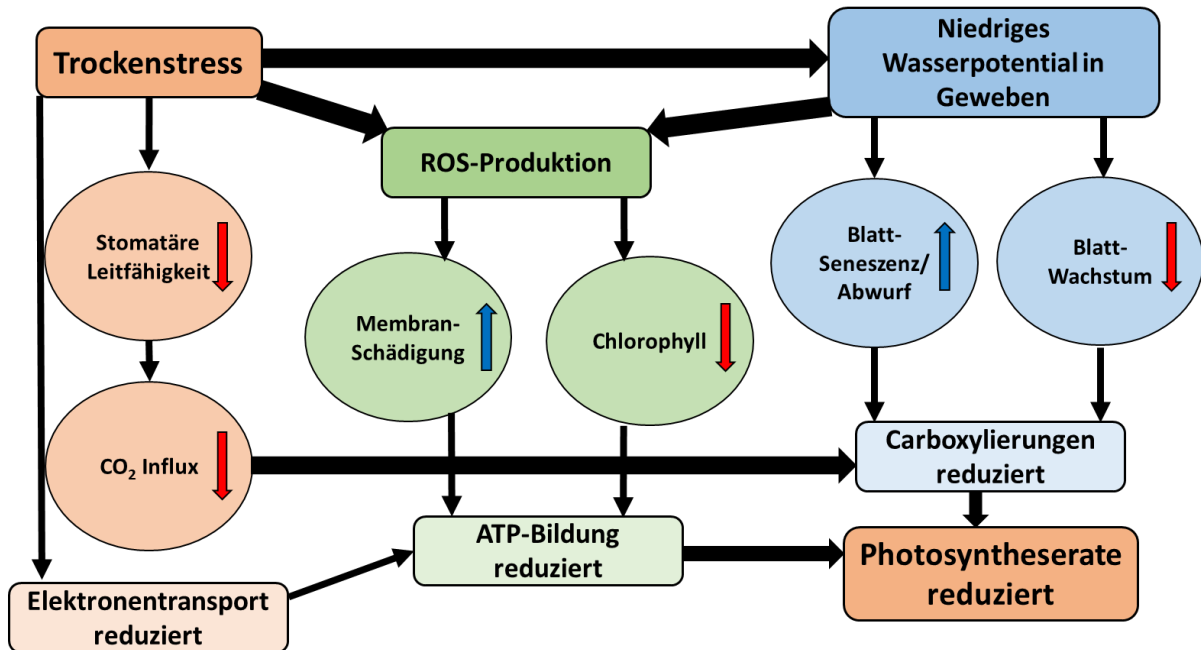 Trockenstress
Niedriges
Wasserpotential in
Geweben
ROS-Produktion
Stomatäre
Leitfähigkeit
Blatt-
Seneszenz/
Abwurf
Blatt-
Wachstum
Membran-
Schädigung
Chlorophyll
CO₂ Influx
Carboxylierungen
reduziert
ATP-Bildung
reduziert
Photosyntheserate
reduziert
Elektronentransport
reduziert